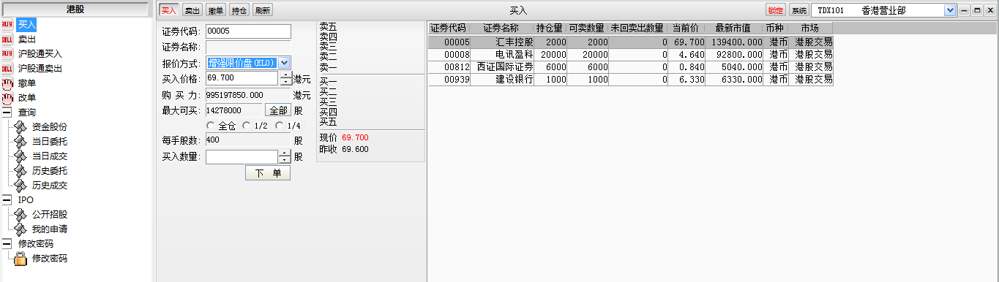 港股
买入
卖出
沪股通买入
沪股通卖出
撤单
改单
查询
资金股份
当日委托
当日成交
历史委托
历史成交
IPO
公开招股
我的申请
修改密码
修改密码
买入 卖出 撤单 持仓 刷新 买入 锁定 系统 TDX101 香港营业部
证券代码: 00005
证券名称:
报价方式: 增强限价盘(ELO)
买入价格: 69.700 港元
购 买 力: 995197850.000 港元
最大可买: 14278000 全部 股
全仓 1/2 1/4
每手股数: 400 股
买入数量: 股
下 单
卖五
卖四
卖三
卖二
卖一
买一
买二
买三
买四
买五
现价 69.700
昨收 69.600
证券代码 证券名称 持仓量 可卖数量 未回卖出数量 当前价 最新市值 币种 市场
00005 汇丰控股 2000 2000 0 69.700 139400.000 港币 港股交易
00008 电讯盈科 20000 20000 0 4.640 92800.000 港币 港股交易
00812 西证国际证券 6000 6000 0 0.840 5040.000 港币 港股交易
00939 建设银行 1000 1000 0 6.330 6330.000 港币 港股交易